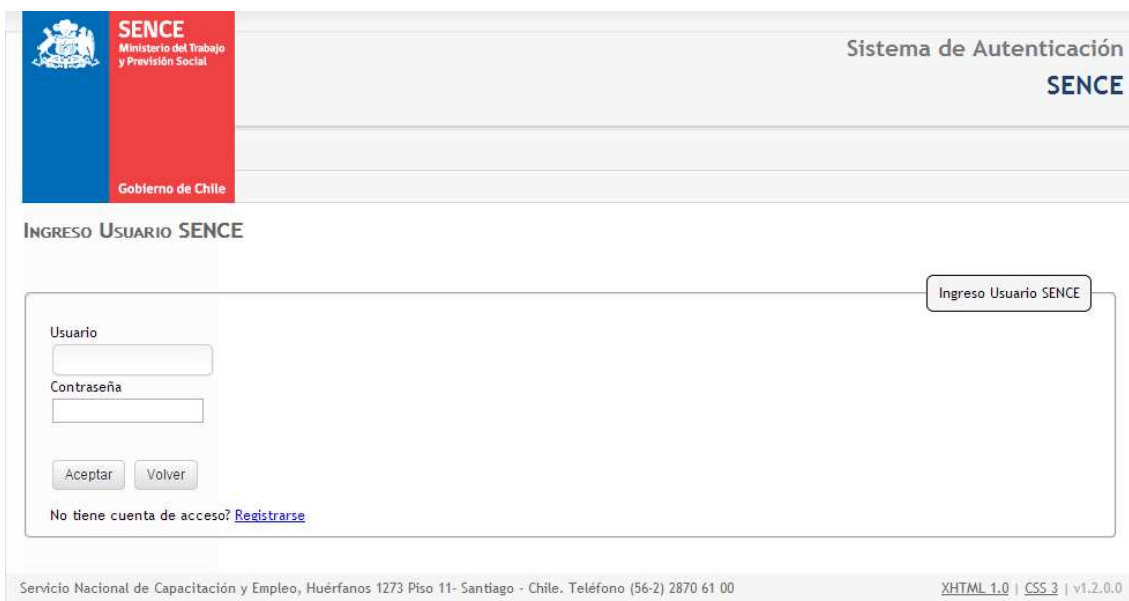 SENCE
Ministerio del Trabajo
y Previsión Social
Gobierno de Chile
Sistema de Autenticación
SENCE
INGRESO USUARIO SENCE
Ingreso Usuario SENCE
Usuario
Contraseña
Aceptar Volver
No tiene cuenta de acceso? Registrarse
Servicio Nacional de Capacitación y Empleo, Huérfanos 1273 Piso 11- Santiago - Chile. Teléfono (56-2) 2870 61 00 XHTML 1.0 | CSS 3 | v1.2.0.0